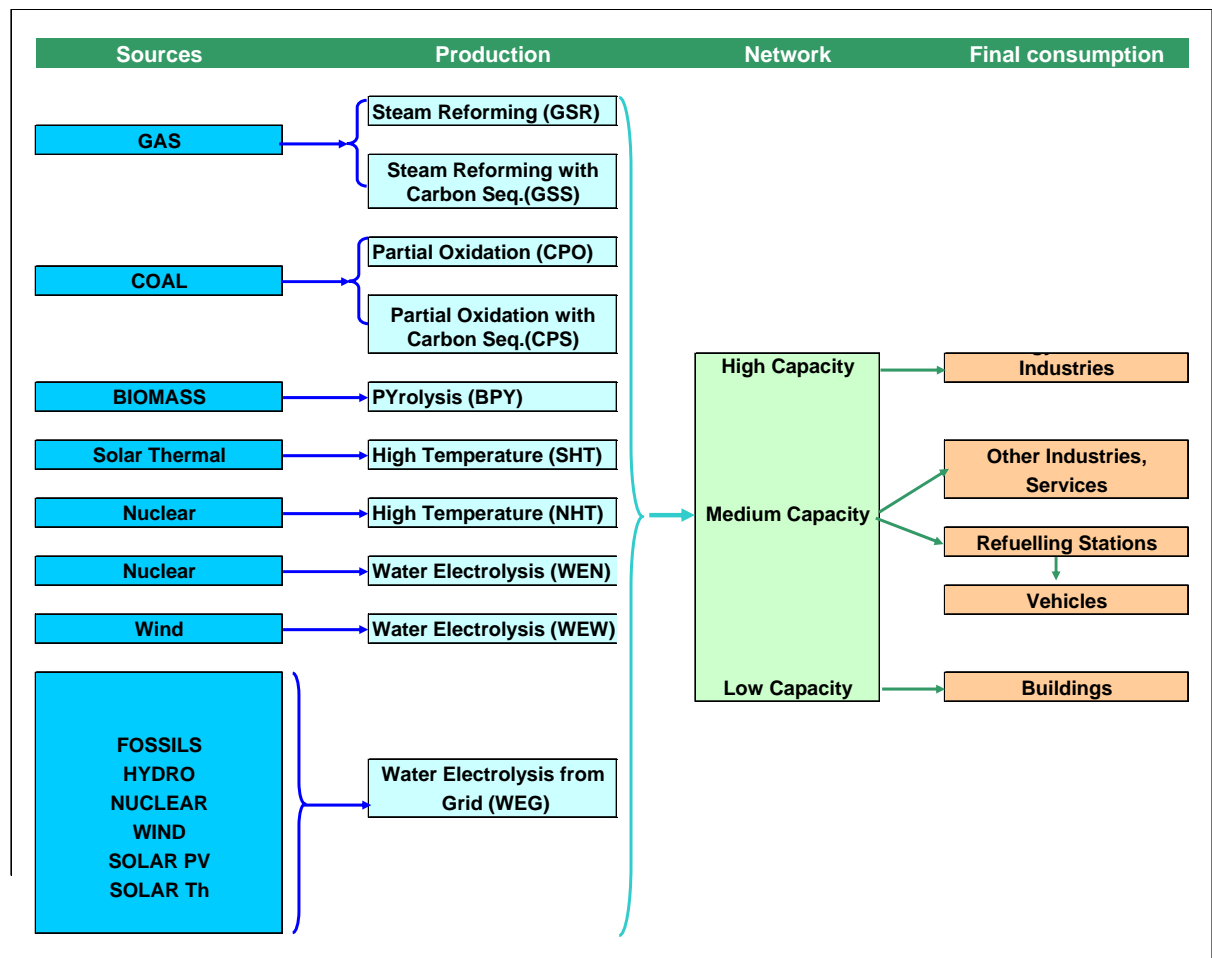 Sources Production Network Final consumption
Steam Reforming (GSR)
GAS
Steam Reforming with
Carbon Seq.(GSS)
Partial Oxidation (CPO)
COAL
Partial Oxidation with
Carbon Seq.(CPS)
High Capacity
Industries
BIOMASS
PYrolysis (BPY)
Solar Thermal
High Temperature (SHT)
Other Industries,
Services
Nuclear
High Temperature (NHT)
Medium Capacity
Refuelling Stations
Nuclear
Water Electrolysis (WEN)
Vehicles
Wind
Water Electrolysis (WEW)
Low Capacity
Buildings
FOSSILS
HYDRO
NUCLEAR
WIND
SOLAR PV
SOLAR Th
Water Electrolysis from
Grid (WEG)